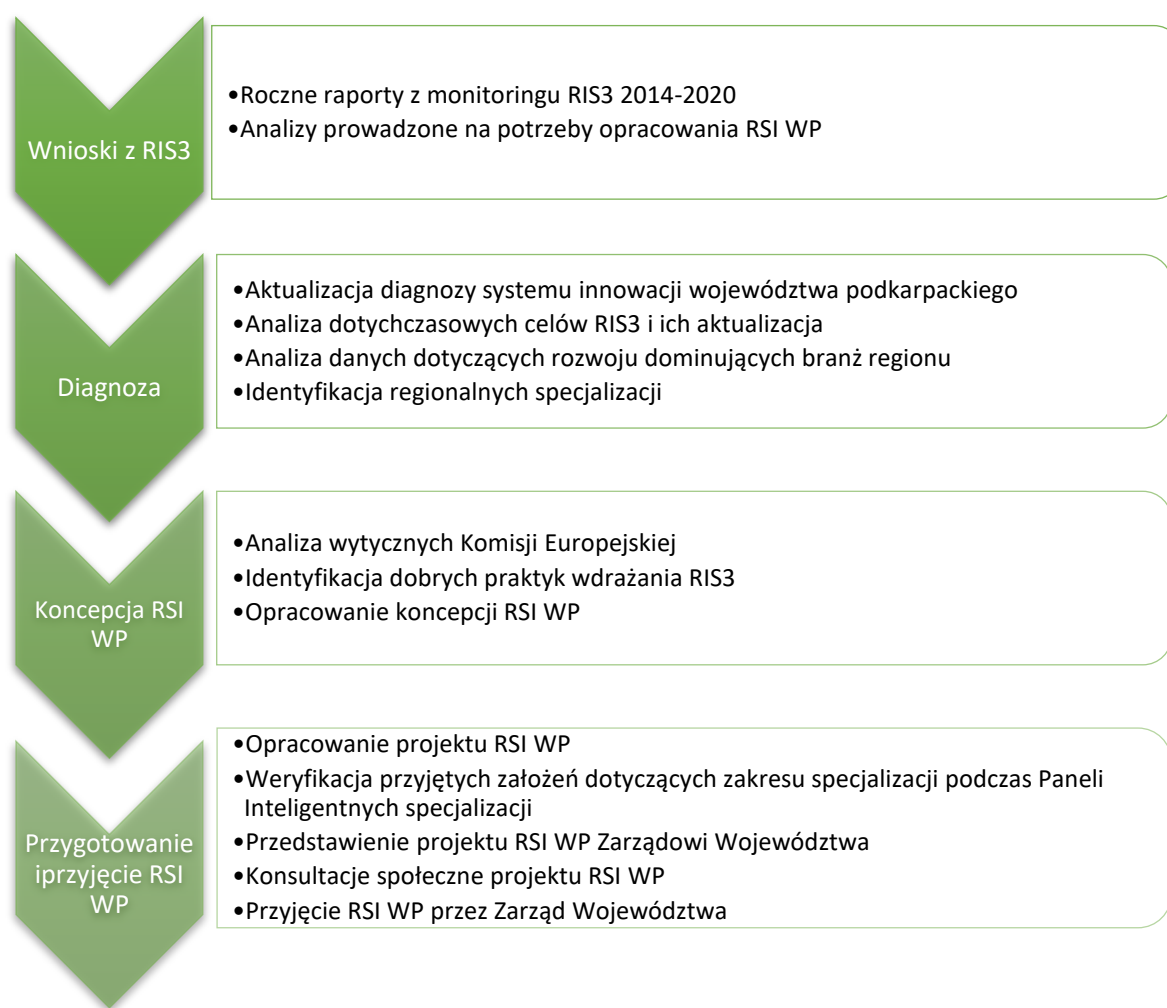 Wnioski z RIS3
•Roczne raporty z monitoringu RIS3 2014-2020
•Analizy prowadzone na potrzeby opracowania RSI WP
Diagnoza
•Aktualizacja diagnozy systemu innowacji województwa podkarpackiego
•Analiza dotychczasowych celów RIS3 i ich aktualizacja
•Analiza danych dotyczących rozwoju dominujących branż regionu
•Identyfikacja regionalnych specjalizacji
Koncepcja RSI
WP
•Analiza wytycznych Komisji Europejskiej
•Identyfikacja dobrych praktyk wdrażania RIS3
•Opracowanie koncepcji RSI WP
Przygotowanie
iprzyjęcie RSI
WP
•Opracowanie projektu RSI WP
•Weryfikacja przyjętych założeń dotyczących zakresu specjalizacji podczas Paneli
Inteligentnych specjalizacji
•Przedstawienie projektu RSI WP Zarządowi Województwa
•Konsultacje społeczne projektu RSI WP
•Przyjęcie RSI WP przez Zarząd Województwa